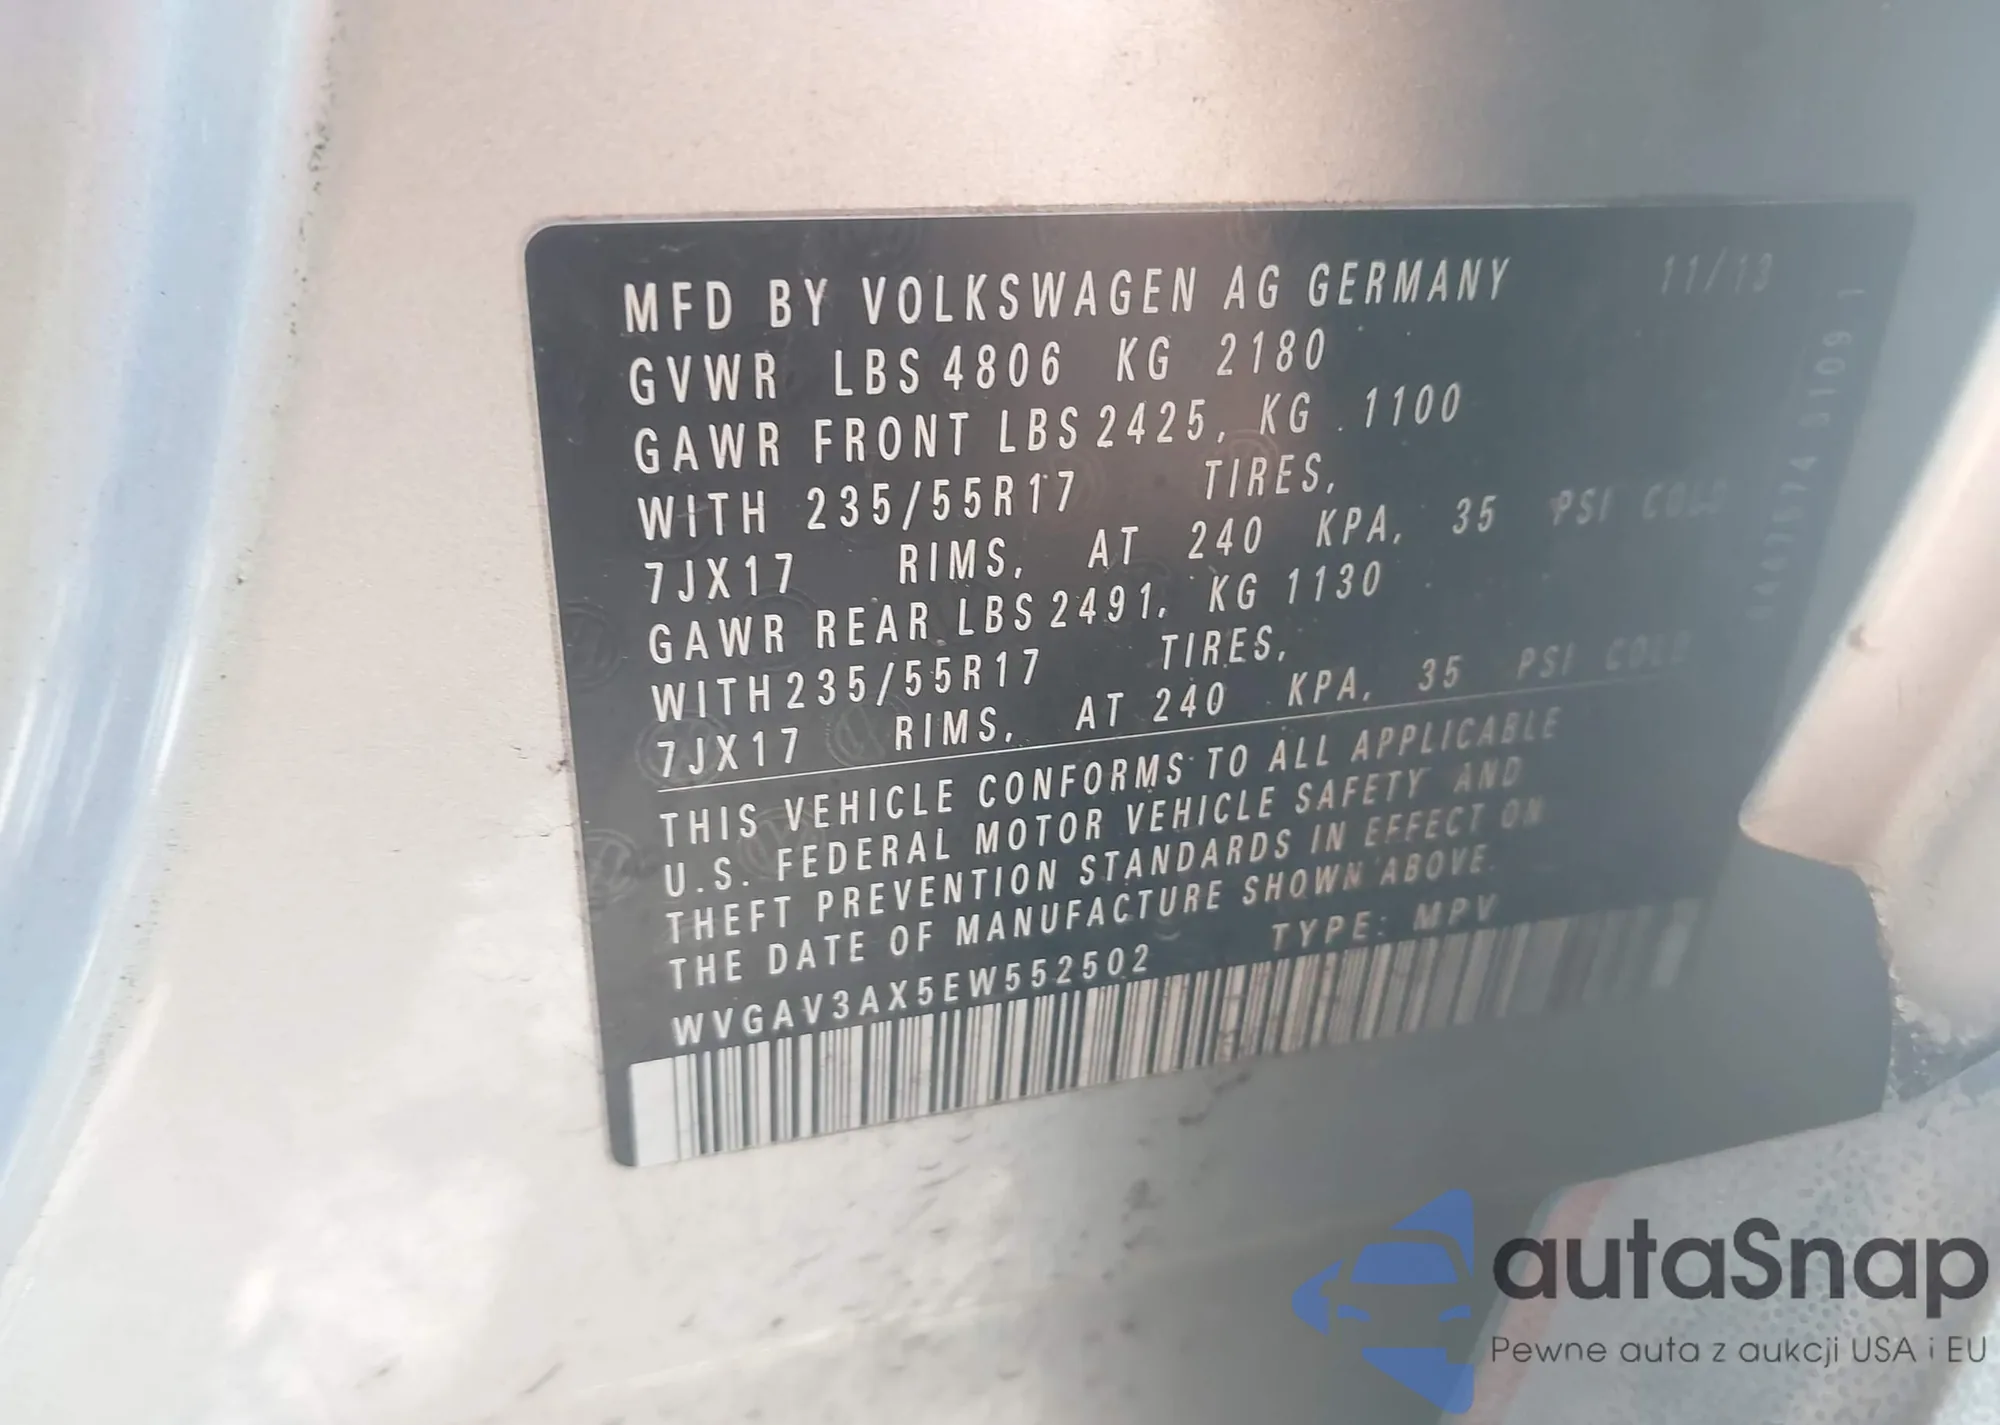 MFD BY VOLKSWAGEN AG GERMANY 11/13
GVWR LBS 4806 KG 2180
GAWR FRONT LBS 2425, KG . 1100
WITH 235/55R17 TIRES,
7JX17 RIMS, AT 240 KPA, 35 PSI COLD
GAWR REAR LBS 2491, KG 1130
WITH 235/55R17 TIRES,
7JX17 RIMS, AT 240 KPA, 35 PSI COLD
THIS VEHICLE CONFORMS TO ALL APPLICABLE
U.S. FEDERAL MOTOR VEHICLE SAFETY AND
THEFT PREVENTION STANDARDS IN EFFECT ON
THE DATE OF MANUFACTURE SHOWN ABOVE.
WVGAV3AX5EW552502 TYPE: MPV
autaSnap
Pewne auta z aukcji USA i EU